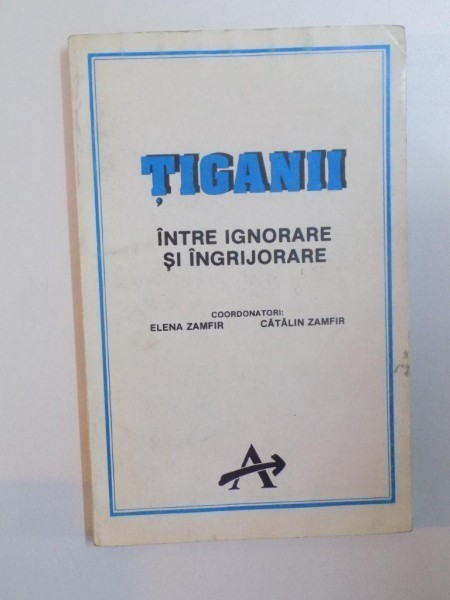 ȚIGANII
ÎNTRE IGNORARE
ȘI ÎNGRIJORARE
COORDONATORI:
ELENA ZAMFIR CĂTĂLIN ZAMFIR
A